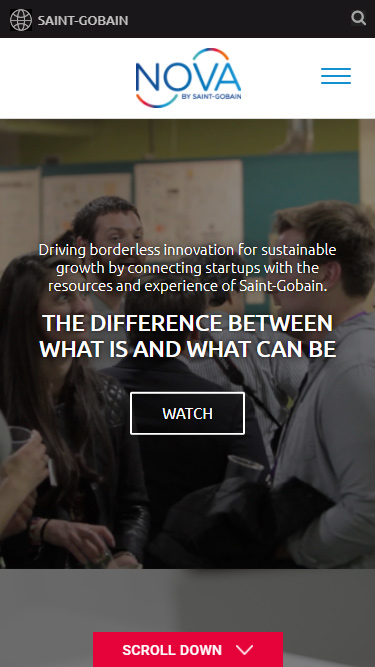 SAINT-GOBAIN
NOVA
BY SAINT-GOBAIN
Driving borderless innovation for sustainable
growth by connecting startups with the
resources and experience of Saint-Gobain.
THE DIFFERENCE BETWEEN
WHAT IS AND WHAT CAN BE
WATCH
SCROLL DOWN